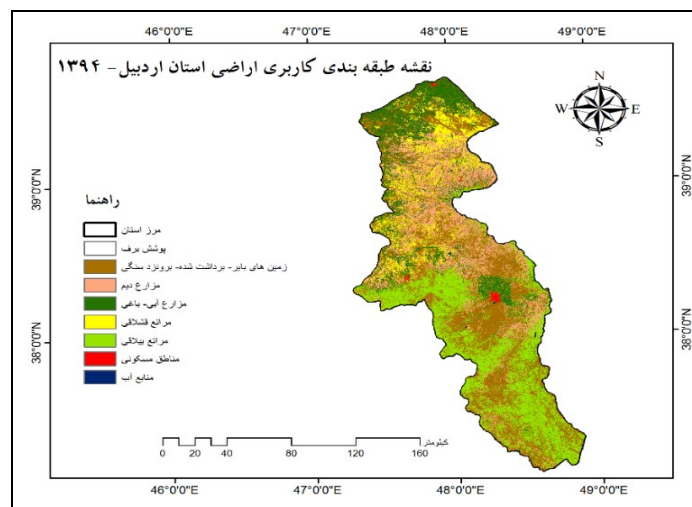 46°0'0"E 47°0'0"E 48°0'0"E 49°0'0"E
نقشه طبقه بندی کاربری اراضی استان اردبیل- ۱۳۹۴
N
W E
S
39°0'0"N 39°0'0"N
راهنما
مرز استان
پوشش برف
زمین های بایر- برداشت شده- برونزد سنگی
مزارع دیم
مزارع آبی- باغی
مراتع قشلاقی
مراتع ییلاقی
مناطق مسکونی
منابع آب
38°0'0"N 38°0'0"N
کیلومتر
0 20 40 80 120 160
46°0'0"E 47°0'0"E 48°0'0"E 49°0'0"E